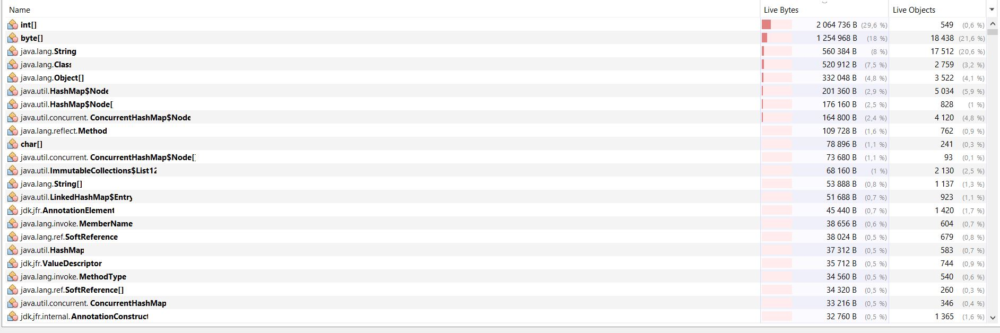 Name Live Bytes Live Objects
int[] 2 064 736 B (29,6 %) 549 (0,6 %)
byte[] 1 254 968 B (18 %) 18 438 (21,6 %)
java.lang.String 560 384 B (8 %) 17 512 (20,6 %)
java.lang.Class 520 912 B (7,5 %) 2 759 (3,2 %)
java.lang.Object[] 332 048 B (4,8 %) 3 522 (4,1 %)
java.util.HashMap$Node 201 360 B (2,9 %) 5 034 (5,9 %)
java.util.HashMap$Node[ 176 160 B (2,5 %) 828 (1 %)
java.util.concurrent. ConcurrentHashMap$Node 164 800 B (2,4 %) 4 120 (4,8 %)
java.lang.reflect.Method 109 728 B (1,6 %) 762 (0,9 %)
char[] 78 896 B (1,1 %) 241 (0,3 %)
java.util.concurrent. ConcurrentHashMap$Node[] 73 680 B (1,1 %) 93 (0,1 %)
java.util.ImmutableCollections$List12 68 160 B (1 %) 2 130 (2,5 %)
java.lang.String[] 53 888 B (0,8 %) 1 137 (1,3 %)
java.util.LinkedHashMap$Entry 51 688 B (0,7 %) 923 (1,1 %)
jdk.jfr.AnnotationElement 45 440 B (0,7 %) 1 420 (1,7 %)
java.lang.invoke.MemberName 38 656 B (0,6 %) 604 (0,7 %)
java.lang.ref.SoftReference 38 024 B (0,5 %) 679 (0,8 %)
java.util.HashMap 37 312 B (0,5 %) 583 (0,7 %)
jdk.jfr.ValueDescriptor 35 712 B (0,5 %) 744 (0,9 %)
java.lang.invoke.MethodType 34 560 B (0,5 %) 540 (0,6 %)
java.lang.ref.SoftReference[] 34 320 B (0,5 %) 260 (0,3 %)
java.util.concurrent. ConcurrentHashMap 33 216 B (0,5 %) 346 (0,4 %)
jdk.jfr.internal.AnnotationConstruct 32 760 B (0,5 %) 1 365 (1,6 %)